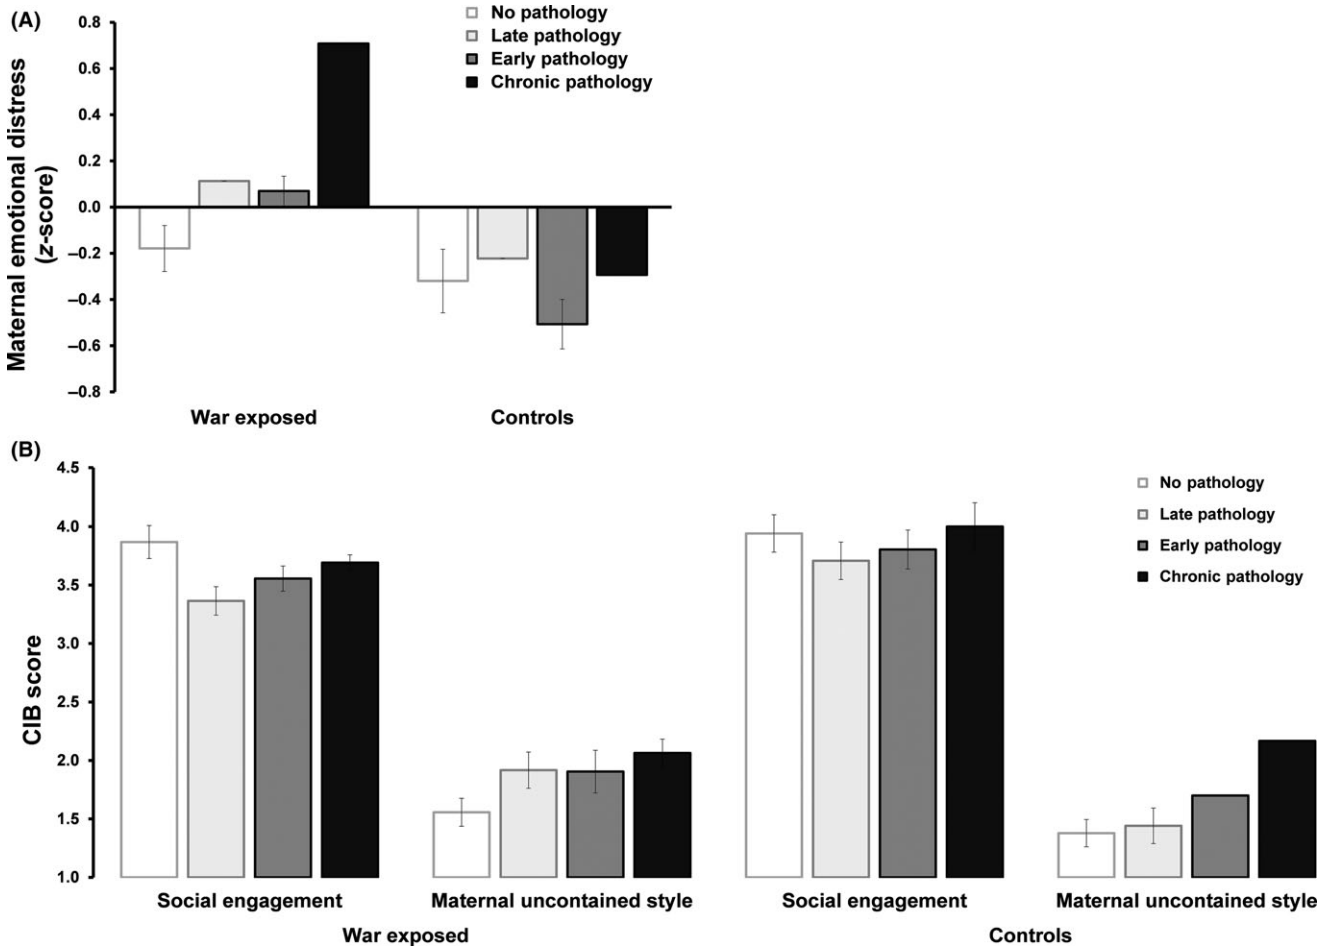 (A)
Maternal emotional distress
(z-score)
0.8
0.6
0.4
0.2
0.0
–0.2
–0.4
–0.6
–0.8
No pathology
Late pathology
Early pathology
Chronic pathology
War exposed
Controls
(B)
CIB score
4.5
4.0
3.5
3.0
2.5
2.0
1.5
1.0
No pathology
Late pathology
Early pathology
Chronic pathology
Social engagement
Maternal uncontained style
Social engagement
Maternal uncontained style
War exposed
Controls